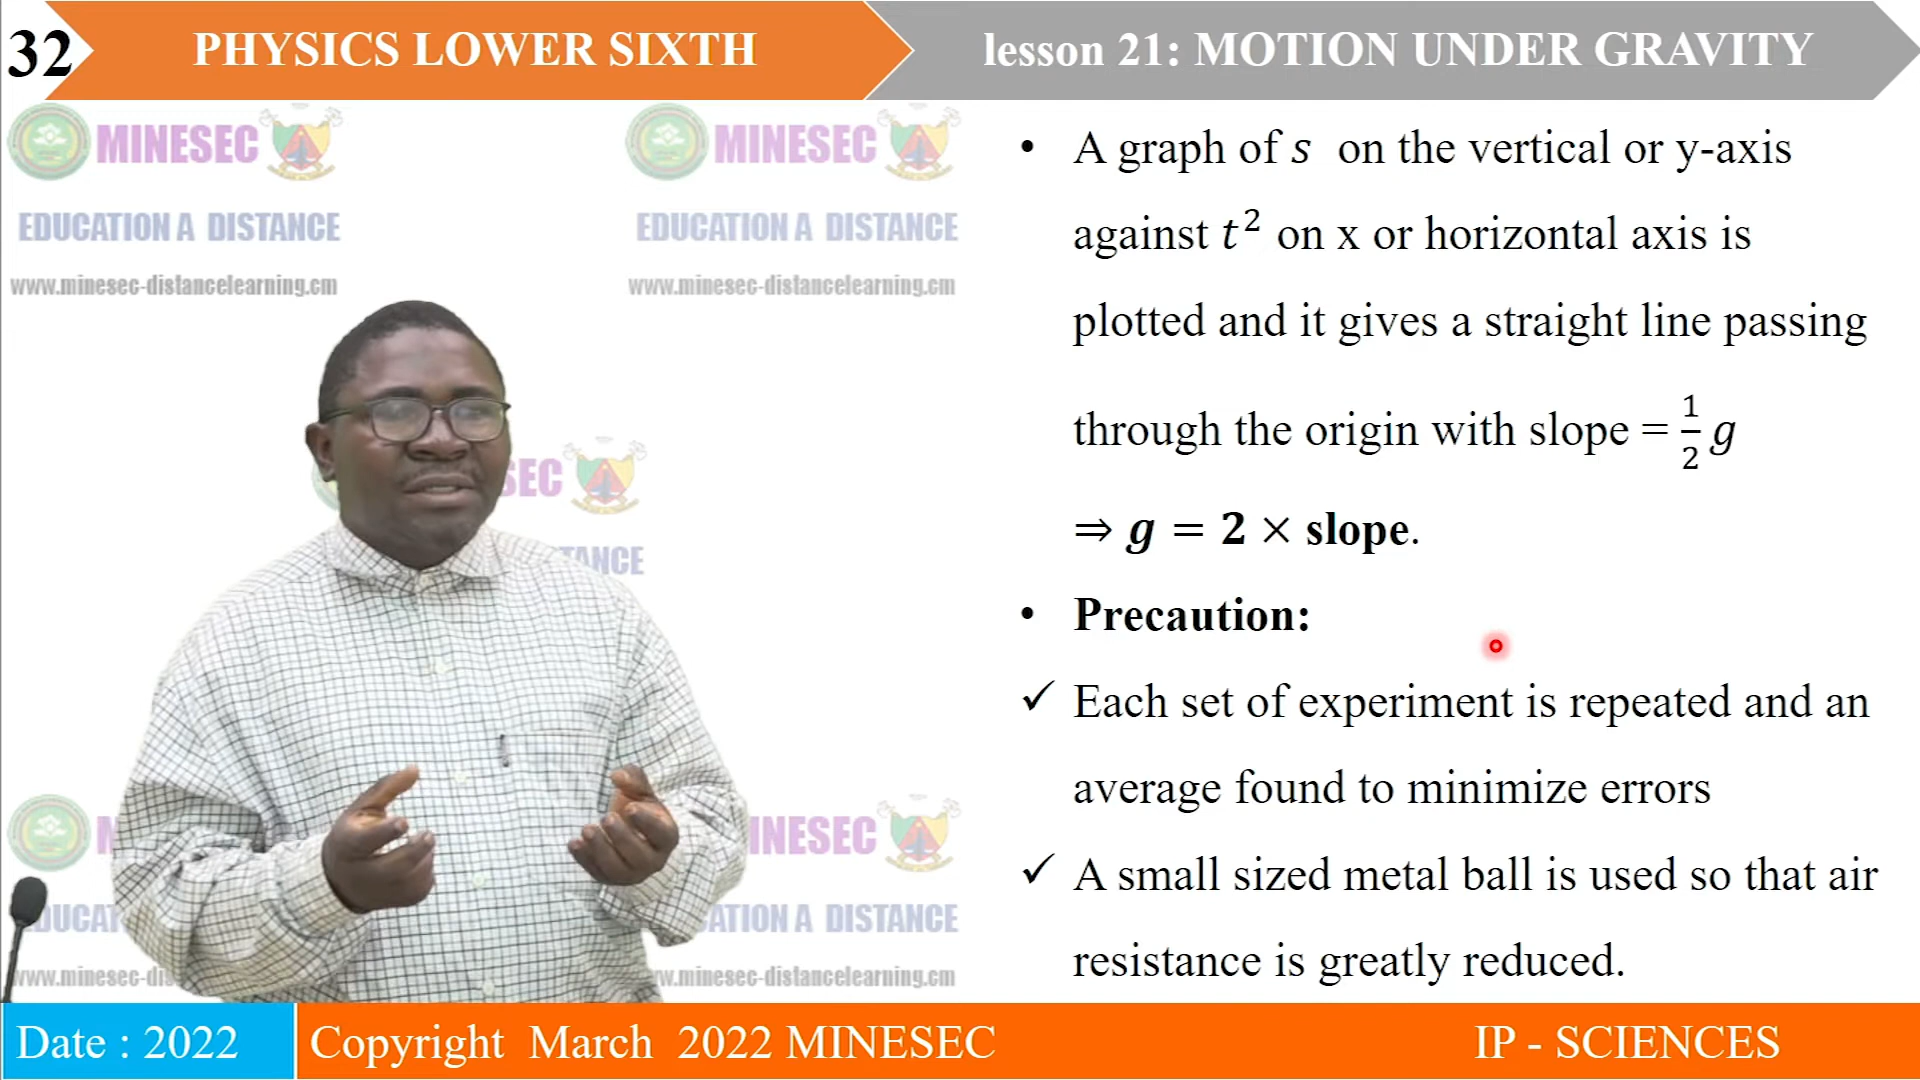 32
PHYSICS LOWER SIXTH
lesson 21: MOTION UNDER GRAVITY
MINESEC
EDUCATION A DISTANCE
www.minesec-distancelearning.cm
MINESEC
EDUCATION A DISTANCE
www.minesec-distancelearning.cm
• A graph of s on the vertical or y-axis
against t² on x or horizontal axis is
plotted and it gives a straight line passing
through the origin with slope = ½ g
⇒ g = 2 × slope.
• Precaution:
✓ Each set of experiment is repeated and an
average found to minimize errors
✓ A small sized metal ball is used so that air
resistance is greatly reduced.
DISTANCE
DISTANCE
Date : 2022
Copyright March 2022 MINESEC
IP - SCIENCES